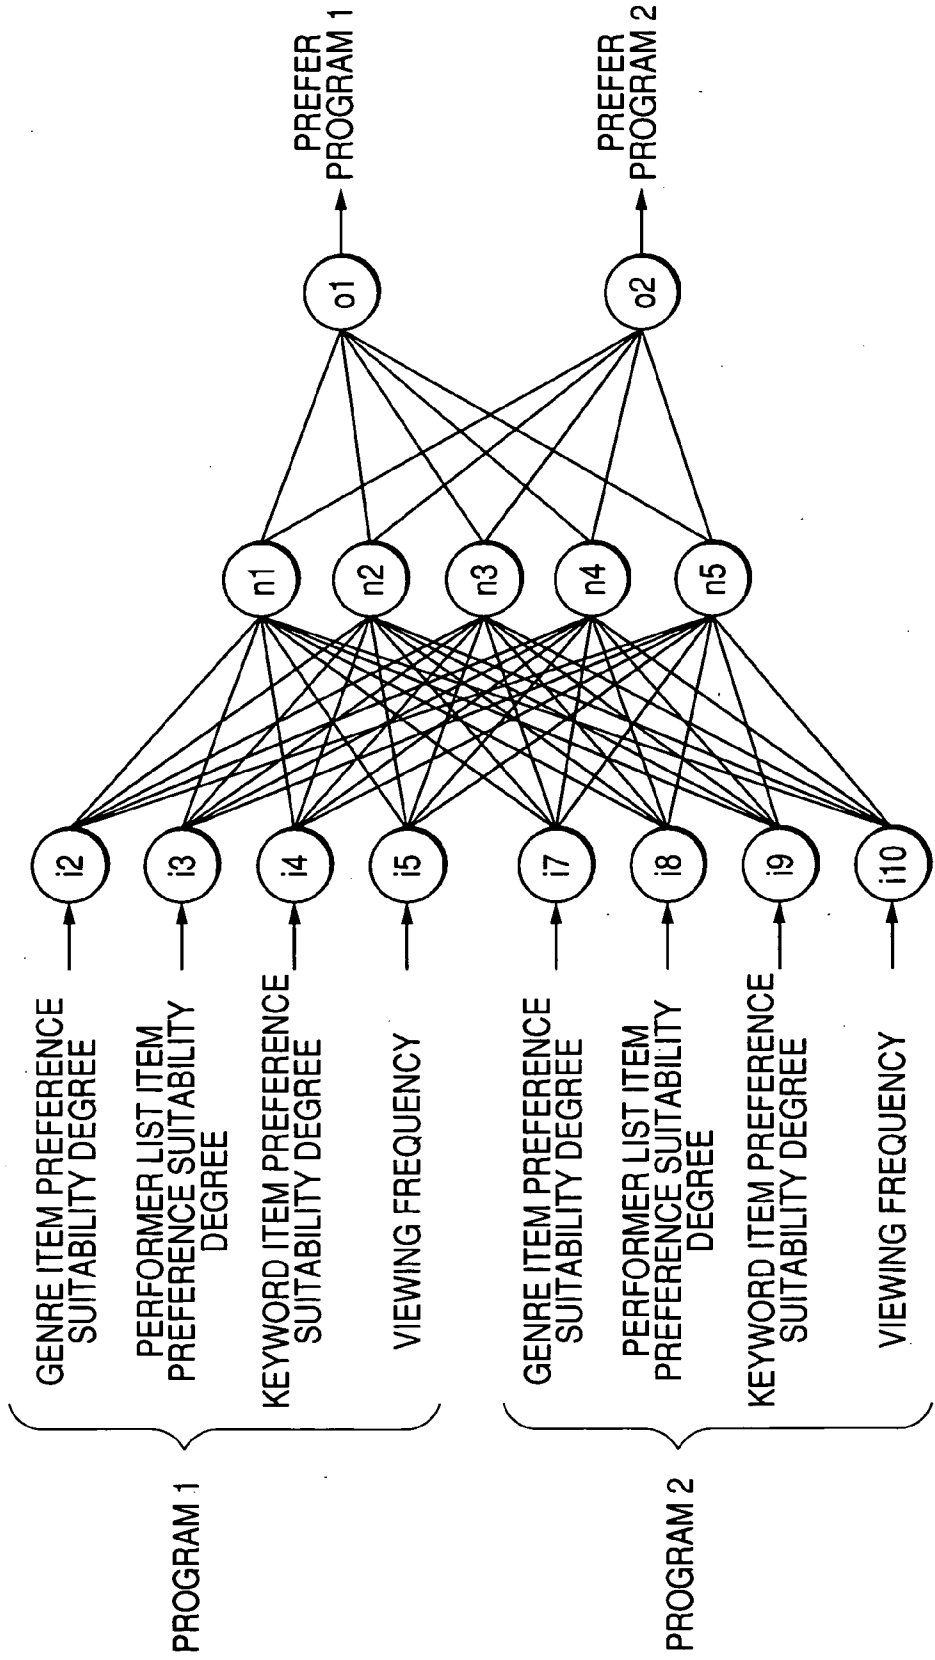 PROGRAM 1
GENRE ITEM PREFERENCE
SUITABILITY DEGREE
PERFORMER LIST ITEM
PREFERENCE SUITABILITY
DEGREE
KEYWORD ITEM PREFERENCE
SUITABILITY DEGREE
VIEWING FREQUENCY
PROGRAM 2
GENRE ITEM PREFERENCE
SUITABILITY DEGREE
PERFORMER LIST ITEM
PREFERENCE SUITABILITY
DEGREE
KEYWORD ITEM PREFERENCE
SUITABILITY DEGREE
VIEWING FREQUENCY
i2
i3
i4
i5
i7
i8
i9
i10
n1
n2
n3
n4
n5
o1
o2
PREFER
PROGRAM 1
PREFER
PROGRAM 2